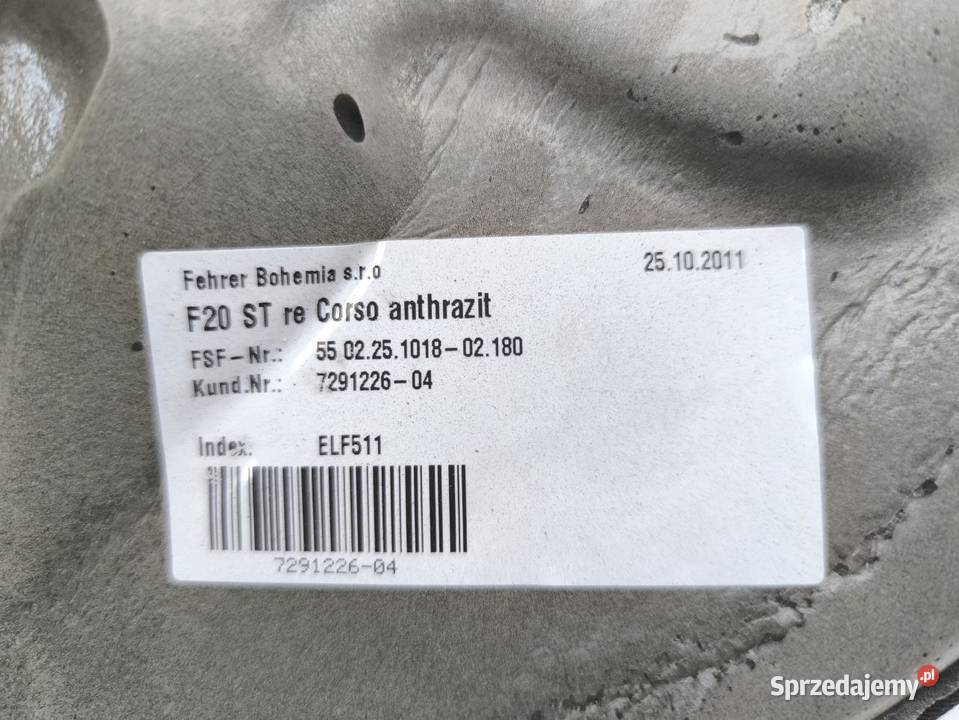 Fehrer Bohemia s.r.o 25.10.2011
F20 ST re Corso anthrazit
FSF-Nr.: 55 02.25.1018-02.180
Kund.Nr.: 7291226-04
Index. ELF511
7291226-04
Sprzedajemy.pl